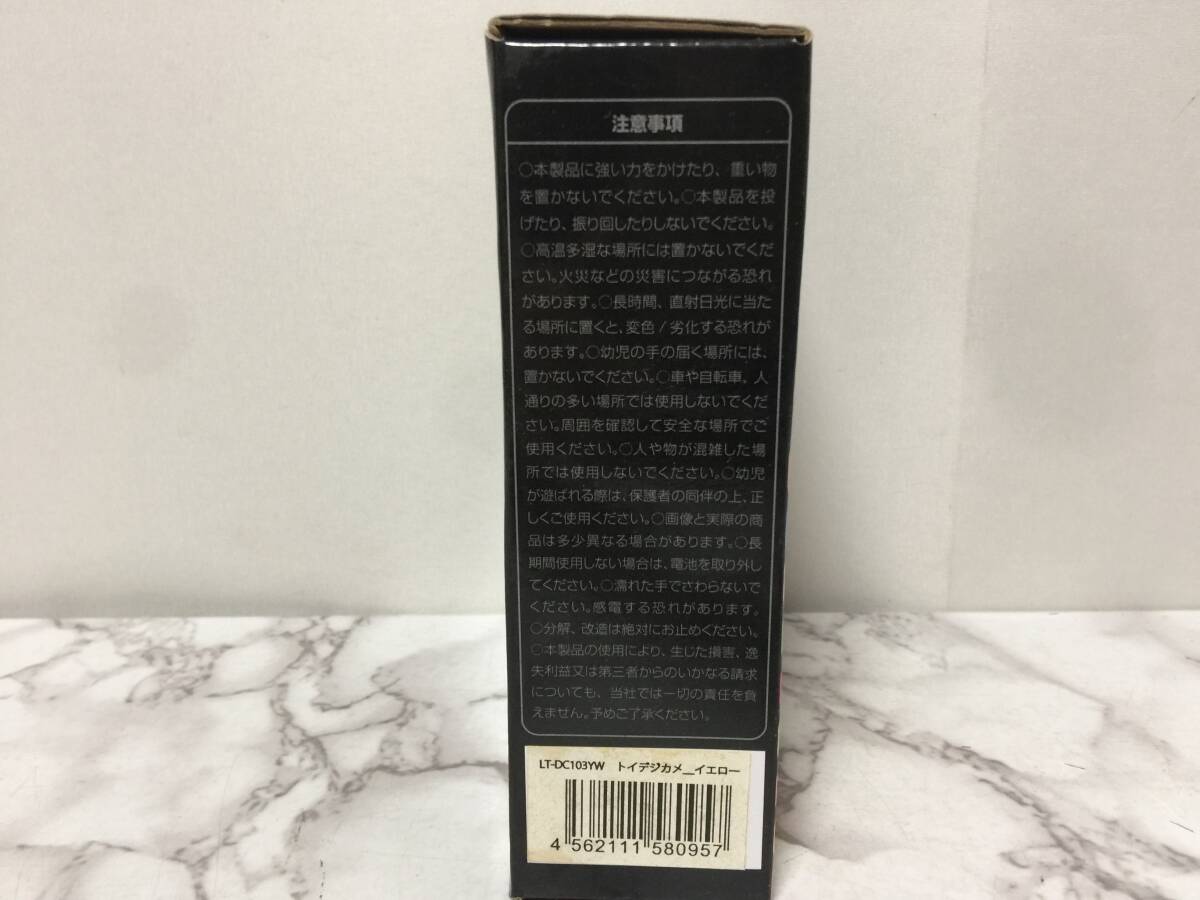 注意事項
○本製品に強い力をかけたり、重い物
を置かないでください。○本製品を投
げたり、振り回したりしないでください。
○高温多湿な場所には置かないでくだ
さい。火災などの災害につながる恐れ
があります。○長時間、直射日光に当た
る場所に置くと、変色/劣化する恐れが
あります。○幼児の手の届く場所には、
置かないでください。○車や自転車、人
通りの多い場所では使用しないでくだ
さい。周囲を確認して安全な場所でご
使用ください。○人や物が混雑した場
所では使用しないでください。○幼児
が遊ばれる際は、保護者の同伴の上、正
しくご使用ください。○画像と実際の商
品は多少異なる場合があります。○長
期間使用しない場合は、電池を取り外し
てください。○濡れた手でさわらないで
ください。感電する恐れがあります。
○分解、改造は絶対にお止めください。
○本製品の使用により、生じた損害、逸
失利益又は第三者からのいかなる請求
についても、当社では一切の責任を負
えません。予めご了承ください。
LT-DC103YW トイデジカメ__イエロー
4 562111 580957